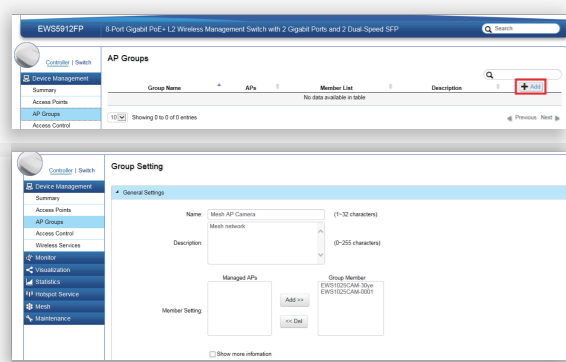 EWS5912FP 8-Port Gigabit PoE+ L2 Wireless Management Switch with 2 Gigabit Ports and 2 Dual-Speed SFP Search
Controller | Switch
AP Groups
Device Management
Summary
Access Points
AP Groups
Access Control
Group Name APs Member List Description Add
No data available in table
10 Showing 0 to 0 of 0 entries Previous Next
Controller | Switch
Group Setting
Device Management
Summary
Access Points
AP Groups
Access Control
Wireless Services
Monitor
Visualization
Statistics
Hotspot Service
Mesh
Maintenance
General Settings
Name: Mesh AP Camera (1~32 characters)
Description: Mesh network (0~255 characters)
Managed APs Group Member
EWS1025CAM-30ye
EWS1025CAM-0001
Member Setting: Add >>
<< Del
Show more infomation